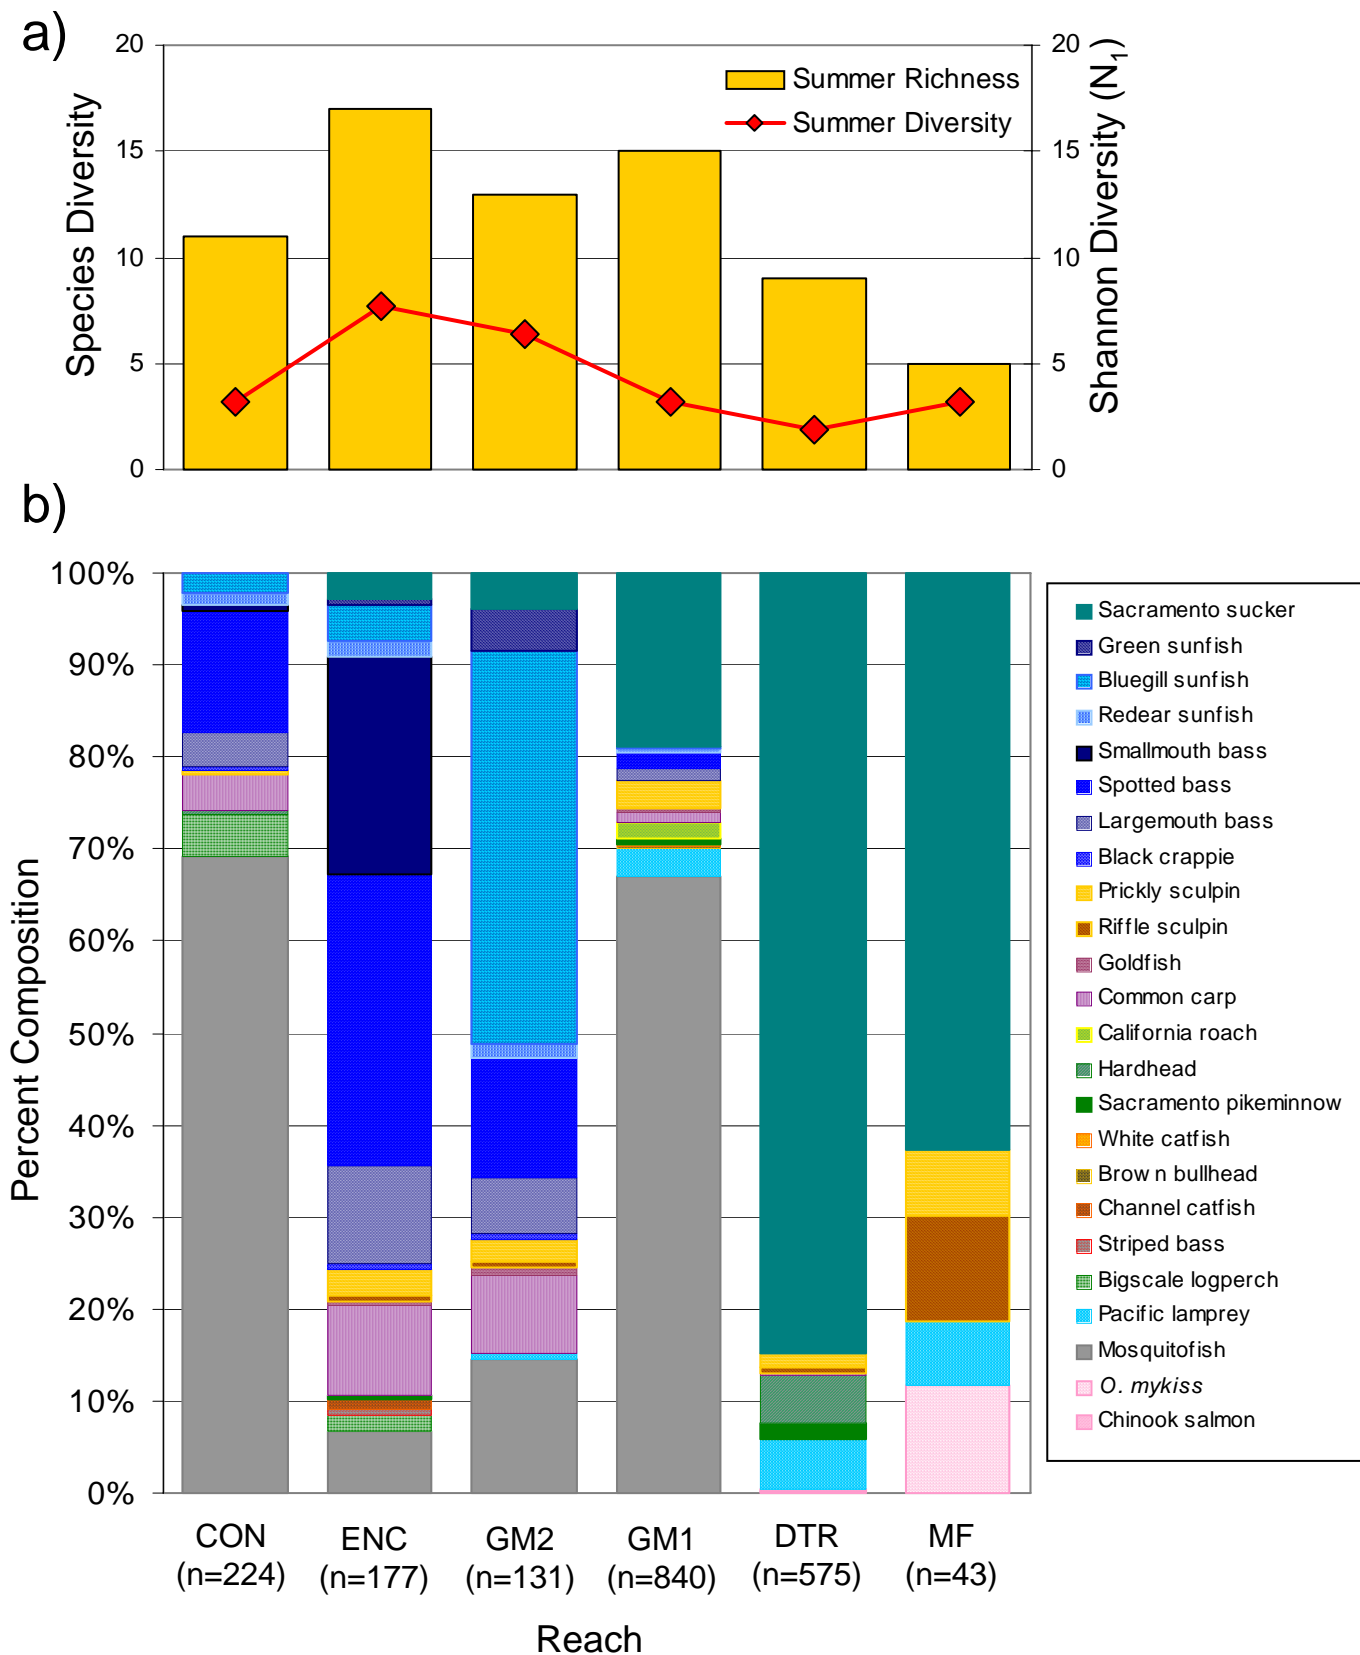 a)
Species Diversity
20
15
10
5
0
Summer Richness
Summer Diversity
20
15
10
5
0
Shannon Diversity (N1)
b)
Percent Composition
100%
90%
80%
70%
60%
50%
40%
30%
20%
10%
0%
Sacramento sucker
Green sunfish
Bluegill sunfish
Redear sunfish
Smallmouth bass
Spotted bass
Largemouth bass
Black crappie
Prickly sculpin
Riffle sculpin
Goldfish
Common carp
California roach
Hardhead
Sacramento pikeminnow
White catfish
Brown bullhead
Channel catfish
Striped bass
Bigscale logperch
Pacific lamprey
Mosquitofish
O. mykiss
Chinook salmon
CON ENC GM2 GM1 DTR MF
(n=224) (n=177) (n=131) (n=840) (n=575) (n=43)
Reach